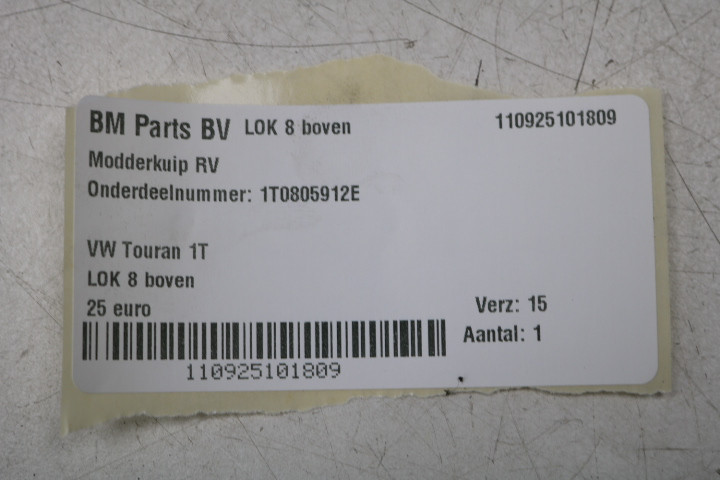 BM Parts BV LOK 8 boven 110925101809
Modderkuip RV
Onderdeelnummer: 1T0805912E
VW Touran 1T
LOK 8 boven
25 euro Verz: 15
Aantal: 1
110925101809